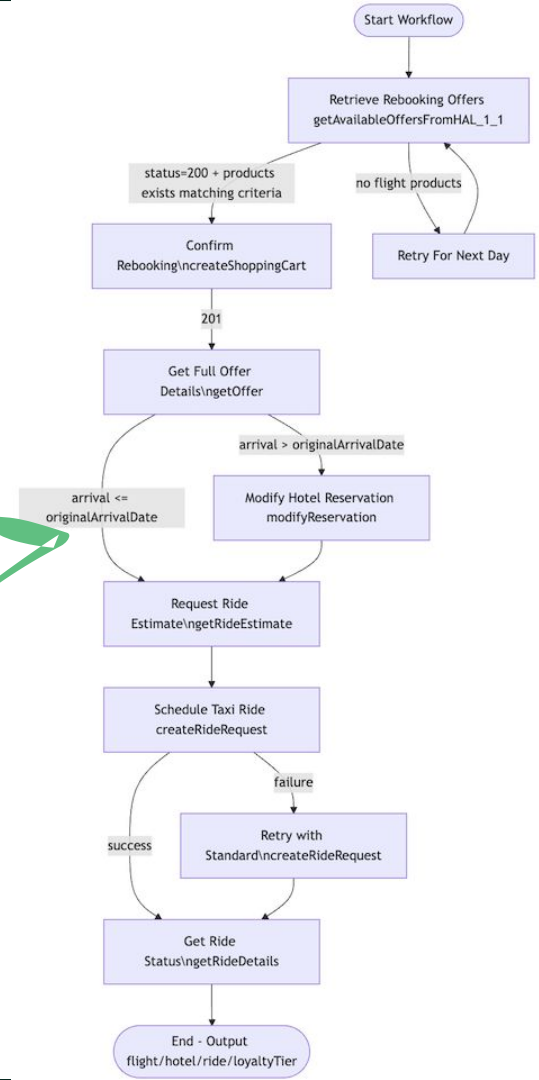 Start Workflow
Retrieve Rebooking Offers
getAvailableOffersFromHAL_1_1
status=200 + products
exists matching criteria
no flight products
Confirm
Rebooking\ncreateShoppingCart
Retry For Next Day
201
Get Full Offer
Details\ngetOffer
arrival > originalArrivalDate
arrival <=
originalArrivalDate
Modify Hotel Reservation
modifyReservation
Request Ride
Estimate\ngetRideEstimate
Schedule Taxi Ride
createRideRequest
failure
success
Retry with
Standard\ncreateRideRequest
Get Ride
Status\ngetRideDetails
End - Output
flight/hotel/ride/loyaltyTier